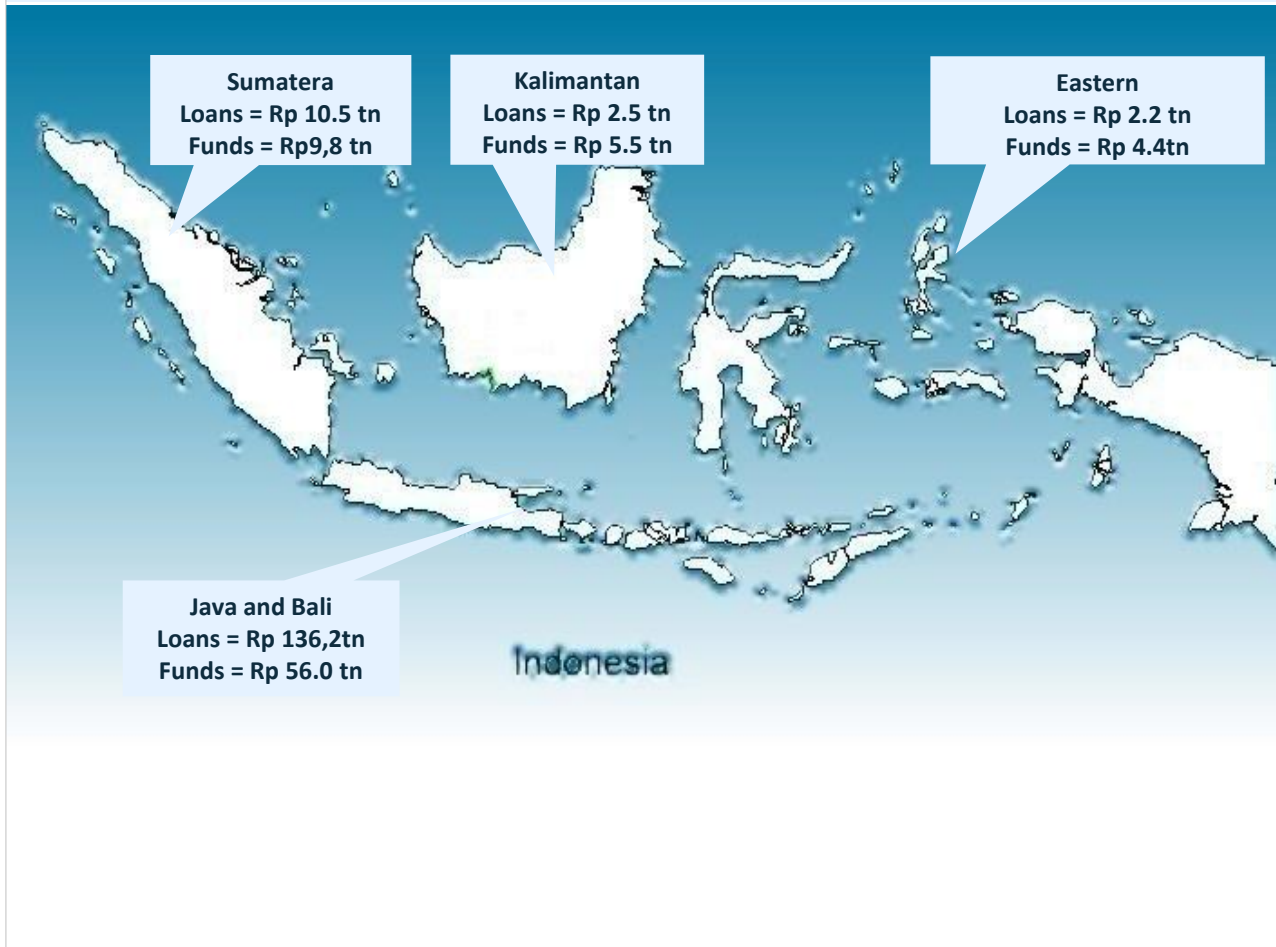 Sumatera
Loans = Rp 10.5 tn
Funds = Rp9,8 tn
Kalimantan
Loans = Rp 2.5 tn
Funds = Rp 5.5 tn
Eastern
Loans = Rp 2.2 tn
Funds = Rp 4.4tn
Java and Bali
Loans = Rp 136,2tn
Funds = Rp 56.0 tn
Indonesia